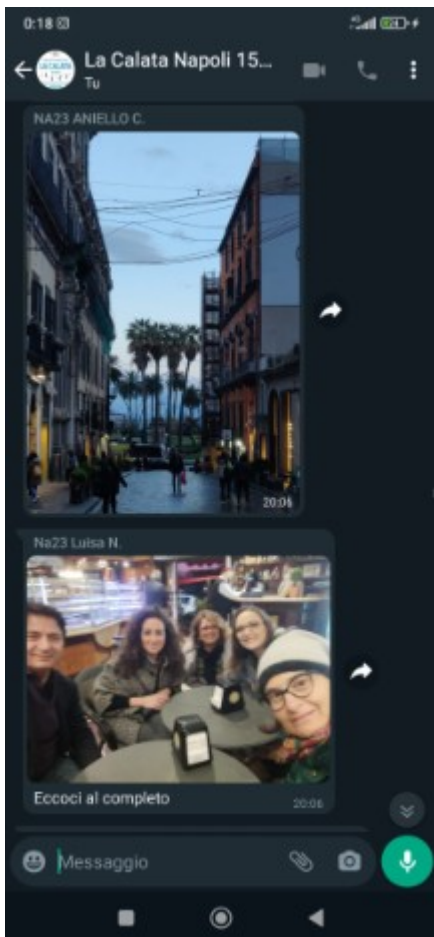 0:18
La Calata Napoli 15...
Tu
NA23 ANIELLO C.
20:06
Na23 Luisa N.
Eccoci al completo
20:06
Messaggio